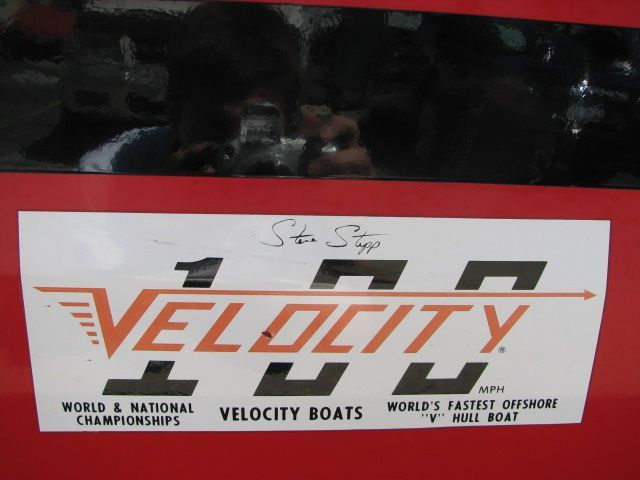 Steve Stepp
100
VELOCITY®
MPH
WORLD & NATIONAL
CHAMPIONSHIPS
VELOCITY BOATS
WORLD'S FASTEST OFFSHORE
"V" HULL BOAT